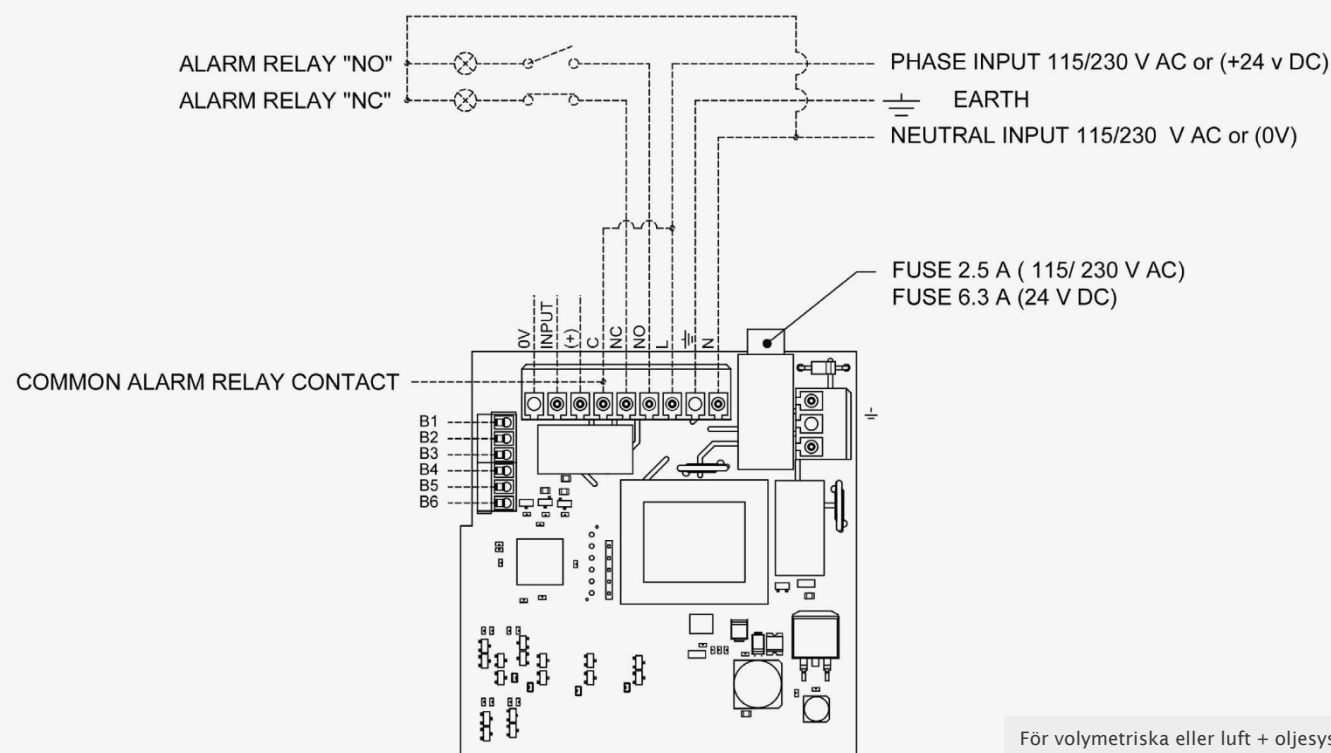 ALARM RELAY "NO"
ALARM RELAY "NC"
PHASE INPUT 115/230 V AC or (+24 v DC)
EARTH
NEUTRAL INPUT 115/230 V AC or (0V)
FUSE 2.5 A ( 115/ 230 V AC)
FUSE 6.3 A (24 V DC)
0V
INPUT
(+)
C
NC
NO
L
N
COMMON ALARM RELAY CONTACT
B1
B2
B3
B4
B5
B6
För volymetriska eller luft + oljesys